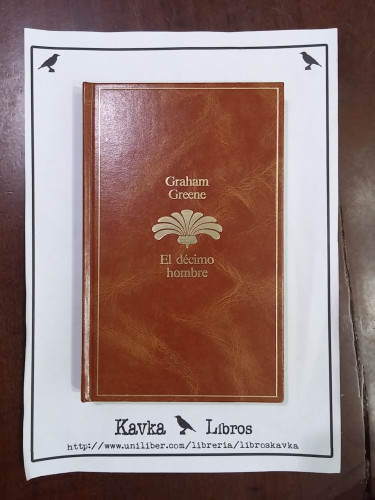 Graham
Greene
El décimo
hombre
Kavka Libros
http://www.uniliber.com/libreria/libroskavka